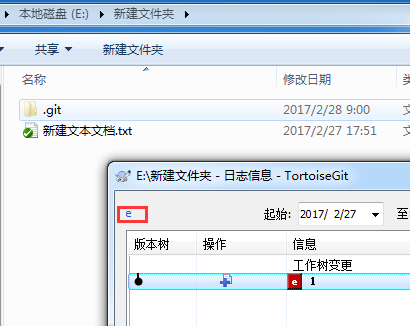 本地磁盘 (E:) 新建文件夹
共享 新建文件夹
名称 修改日期
.git 2017/2/28 9:00
新建文本文档.txt 2017/2/27 17:51
E:\新建文件夹 - 日志信息 - TortoiseGit
e 起始: 2017/ 2/27 至
版本树 操作 信息
工作树变更
e 1